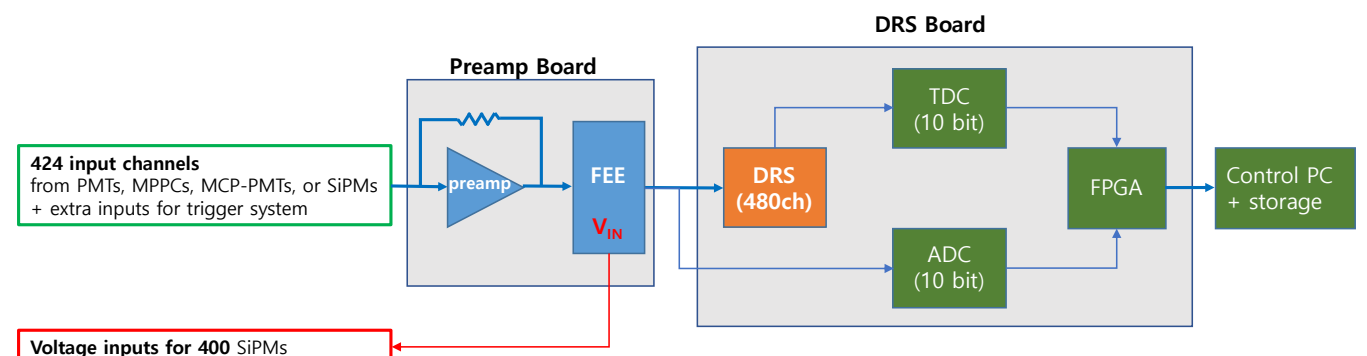 DRS Board
Preamp Board
TDC
(10 bit)
424 input channels
from PMTs, MPPCs, MCP-PMTs, or SiPMs
+ extra inputs for trigger system
preamp
FEE
V_IN
DRS
(480ch)
FPGA
Control PC
+ storage
ADC
(10 bit)
Voltage inputs for 400 SiPMs